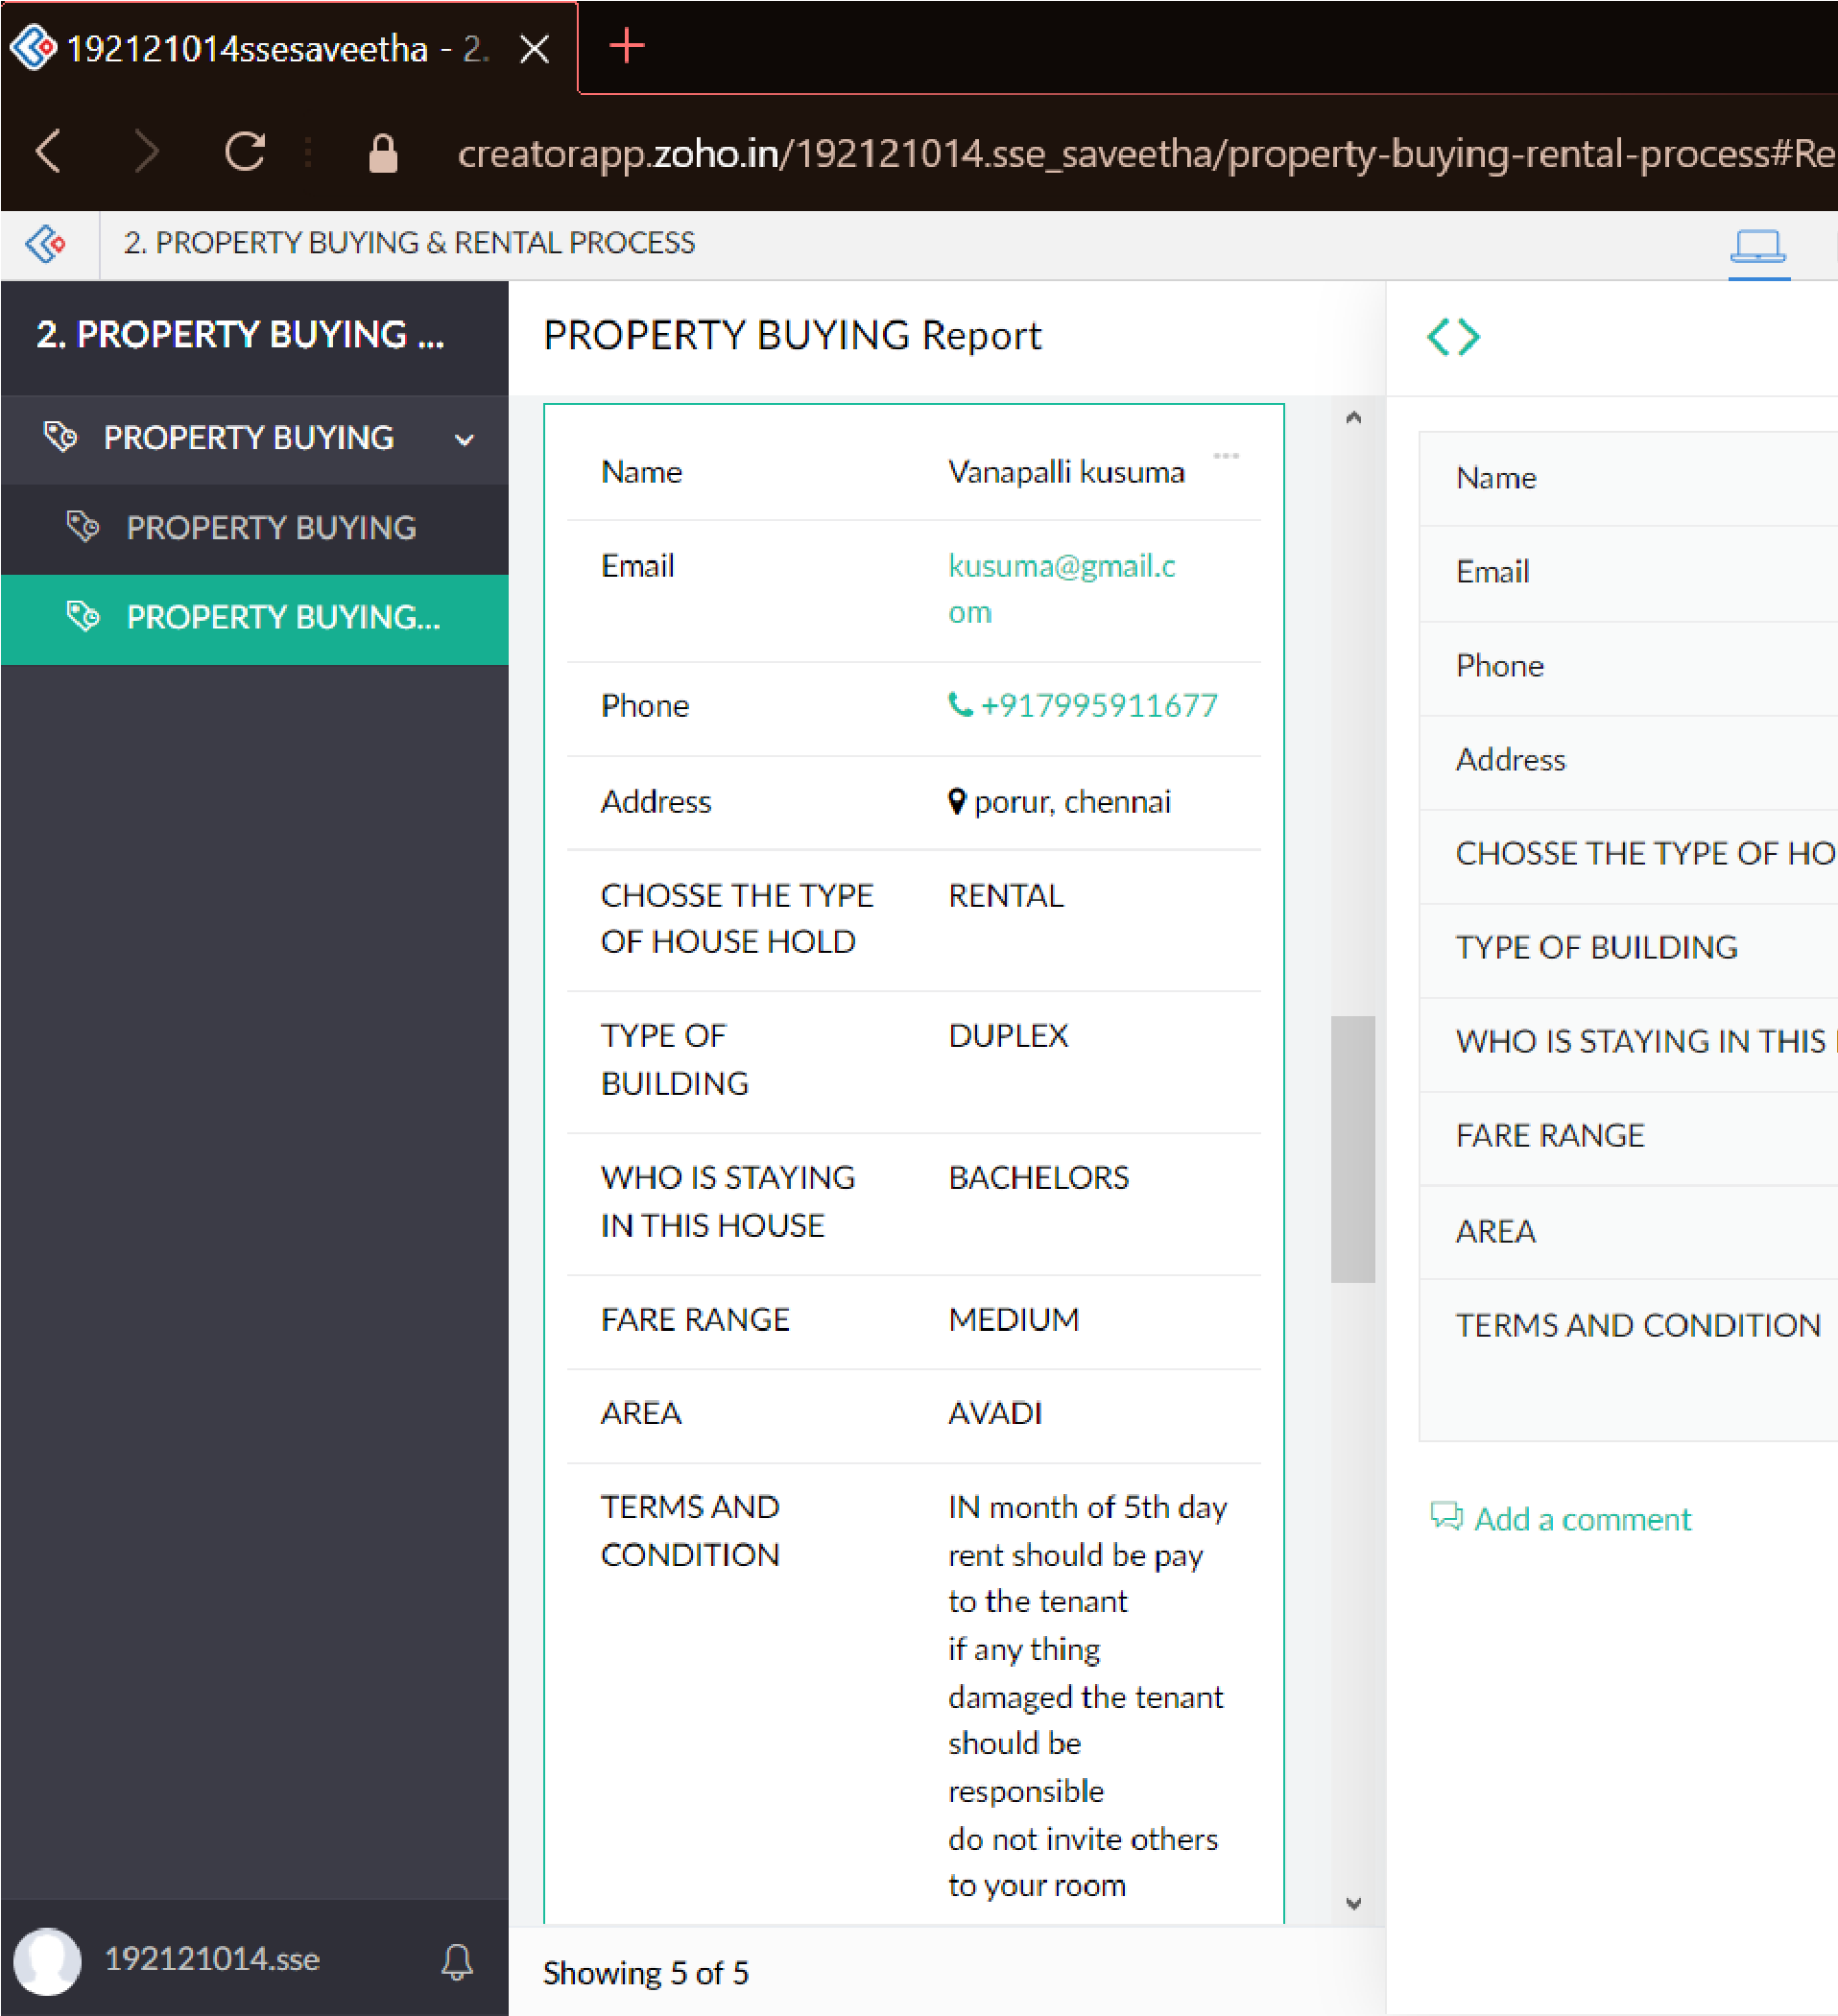 192121014ssesaveetha - 2.
creatorapp.zoho.in/192121014.sse_saveetha/property-buying-rental-process#Re
2. PROPERTY BUYING & RENTAL PROCESS
2. PROPERTY BUYING ...
PROPERTY BUYING
PROPERTY BUYING
PROPERTY BUYING...
192121014.sse
PROPERTY BUYING Report
Name Vanapalli kusuma
Email kusuma@gmail.c
om
Phone +917995911677
Address porur, chennai
CHOSSE THE TYPE RENTAL
OF HOUSE HOLD
TYPE OF DUPLEX
BUILDING
WHO IS STAYING BACHELORS
IN THIS HOUSE
FARE RANGE MEDIUM
AREA AVADI
TERMS AND IN month of 5th day
CONDITION rent should be pay
to the tenant
if any thing
damaged the tenant
should be
responsible
do not invite others
to your room
Showing 5 of 5
Name
Email
Phone
Address
CHOSSE THE TYPE OF HO
TYPE OF BUILDING
WHO IS STAYING IN THIS
FARE RANGE
AREA
TERMS AND CONDITION
Add a comment